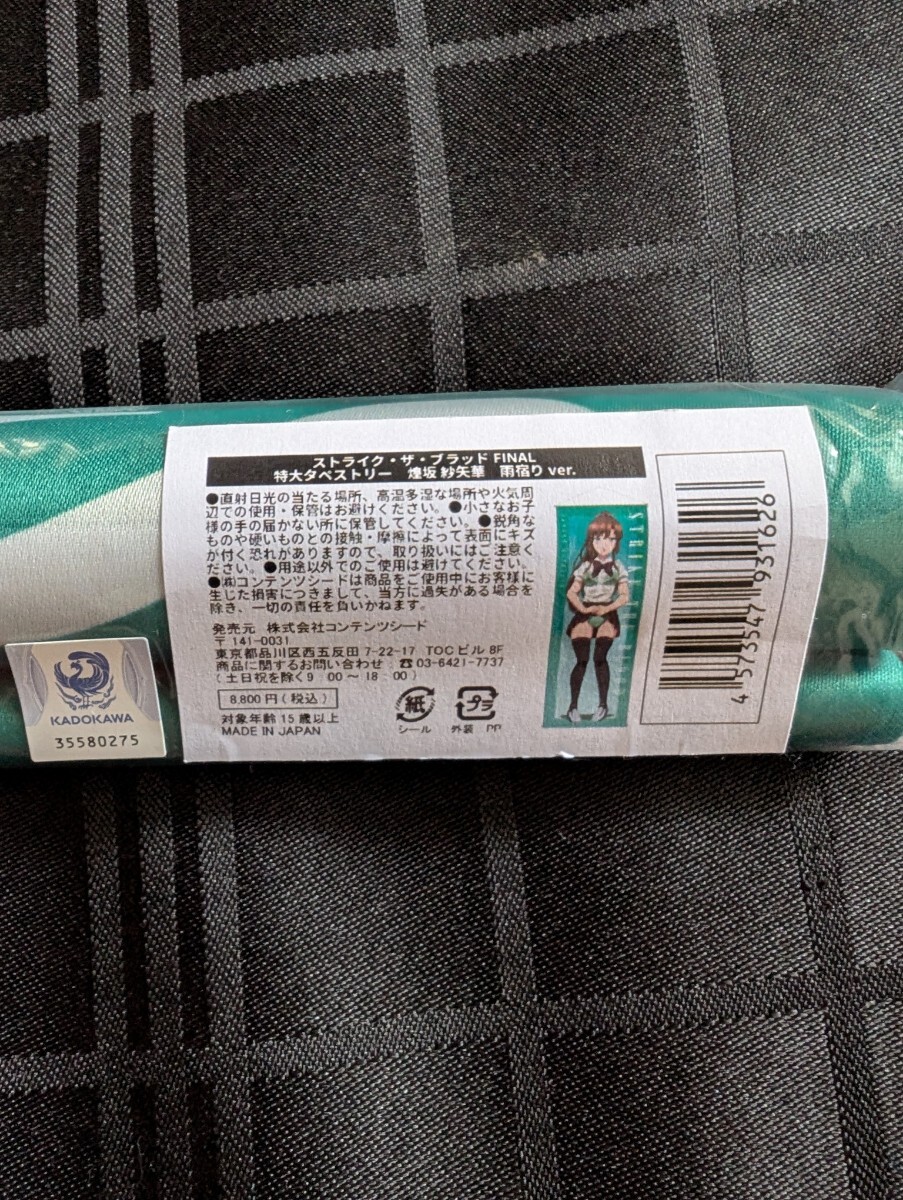 ストライク・ザ・ブラッド FINAL
特大タペストリー 煌坂 紗矢華 雨宿り ver.
●直射日光の当たる場所、高温多湿な場所や火気周
辺での使用・保管はお避けください。●小さなお子
様の手の届かない所に保管してください。●鋭角な
ものや硬いものとの接触・摩擦によって表面にキズ
が付く恐れがありますので、取り扱いにはご注意く
ださい。●用途以外でのご使用は避けてください。
●㈱コンテンツシードは商品をご使用中にお客様に
生じた損害につきまして、当方に過失がある場合を
除き、一切の責任を負いかねます。
発売元 株式会社コンテンツシード
〒141-0031
東京都品川区西五反田 7-22-17 TOCビル 8F
商品に関するお問い合わせ：☎03-6421-7737
（土日祝を除く9：00～18：00）
8,800円（税込）
対象年齢 15 歳以上
MADE IN JAPAN
紙
シール
プラ
外装 PP
4 573547 931626
KADOKAWA
35580275